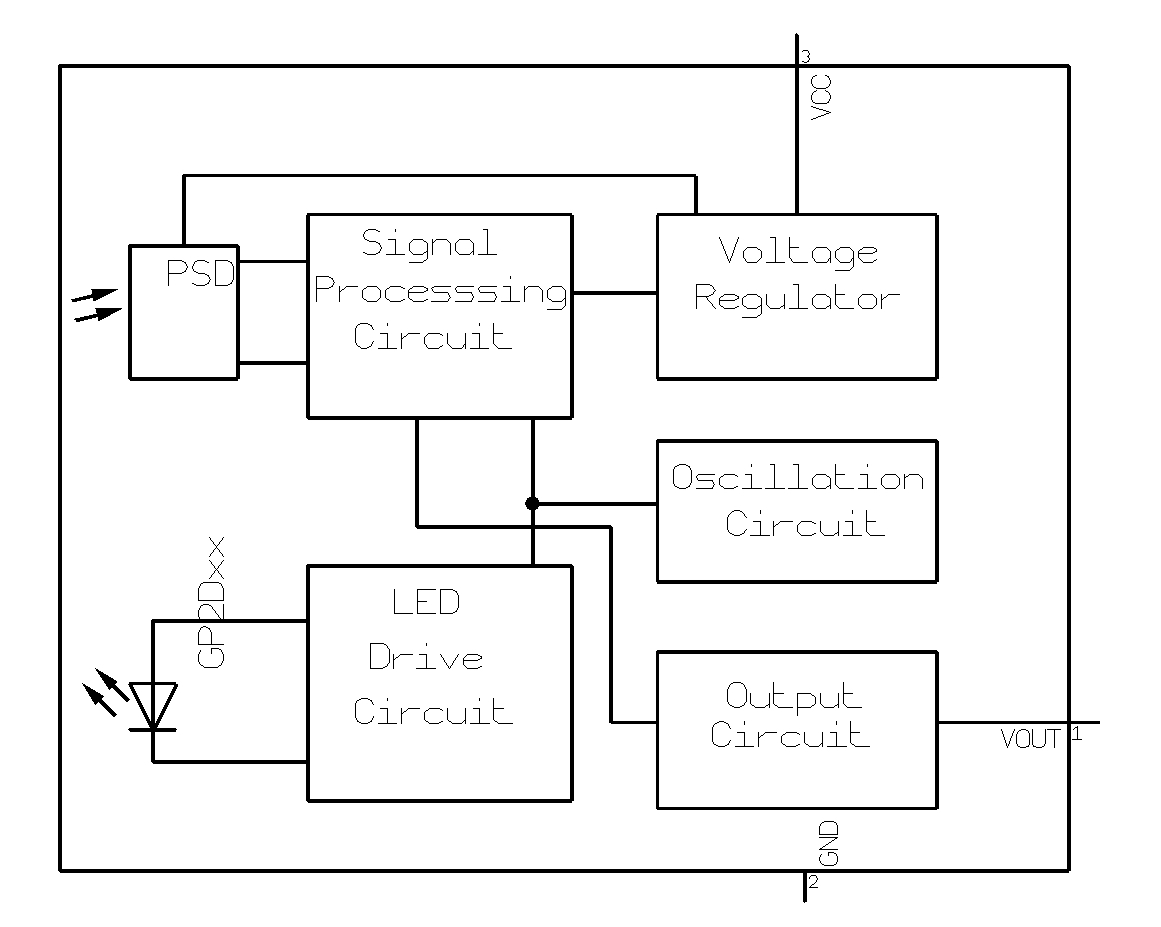 3
VCC
Signal
Processsing
Circuit
PSD
Voltage
Regulator
Oscillation
Circuit
GP2Dxx
LED
Drive
Circuit
Output
Circuit
VOUT
1
GND
2